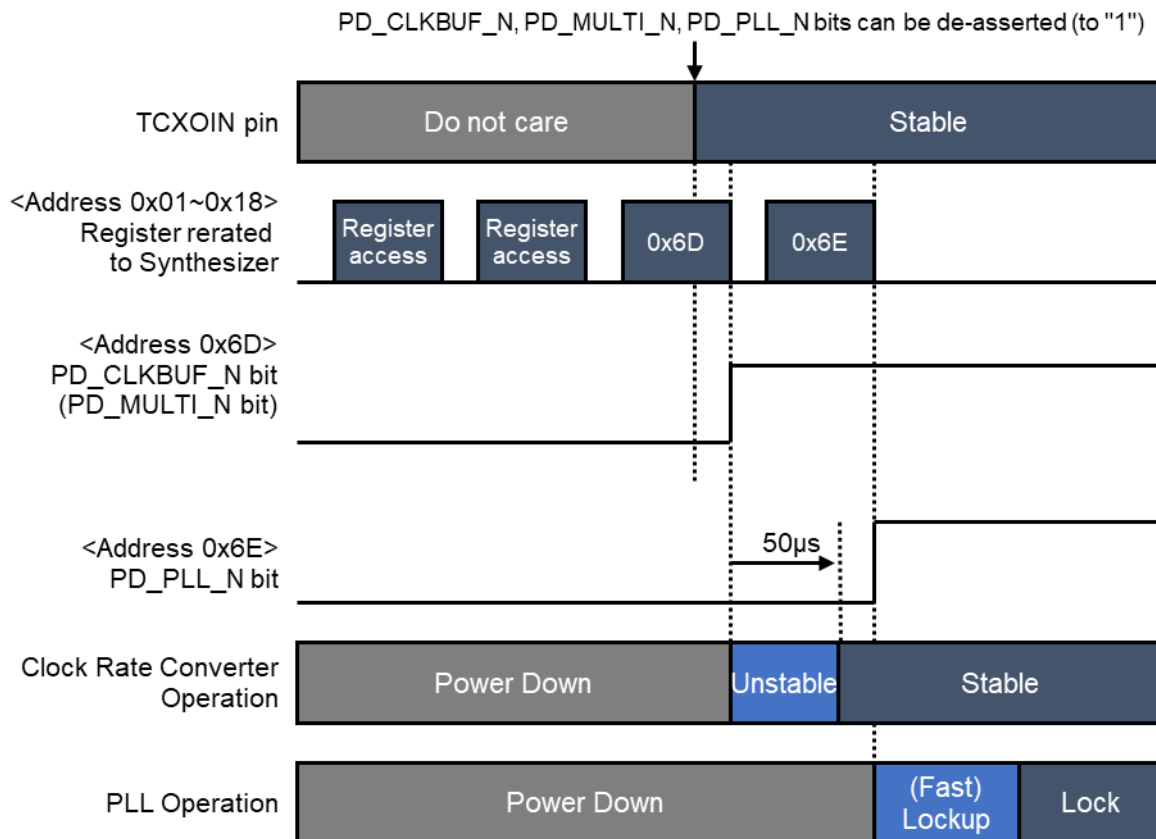 PD_CLKBUF_N, PD_MULTI_N, PD_PLL_N bits can be de-asserted (to "1")
TCXOIN pin
Do not care
Stable
<Address 0x01~0x18>
Register rerated
to Synthesizer
Register
access
Register
access
0x6D
0x6E
<Address 0x6D>
PD_CLKBUF_N bit
(PD_MULTI_N bit)
<Address 0x6E>
PD_PLL_N bit
50µs
Clock Rate Converter
Operation
Power Down
Unstable
Stable
PLL Operation
Power Down
(Fast)
Lockup
Lock